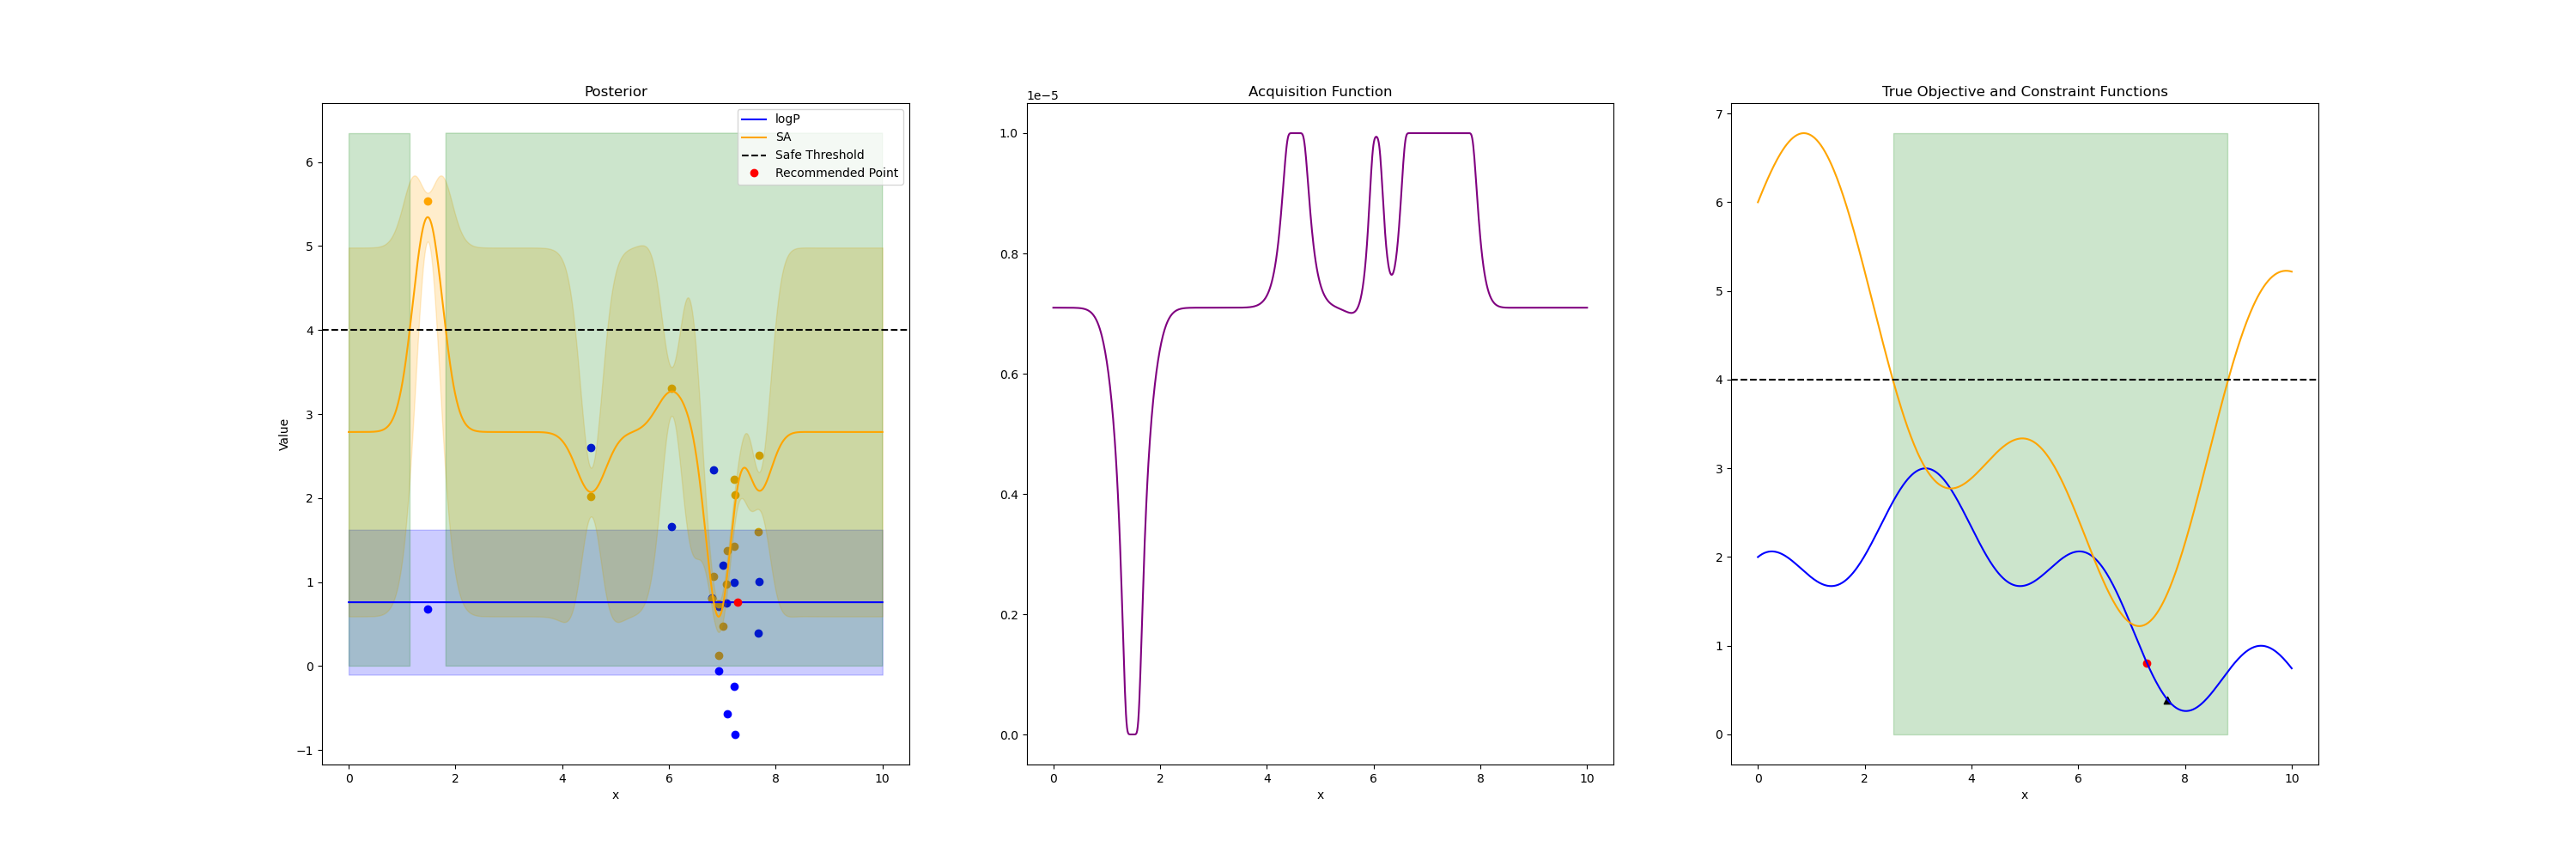 Posterior
logP
SA
Safe Threshold
Recommended Point
Value
6
5
4
3
2
1
0
−1
0 2 4 6 8 10
x
Acquisition Function
1e−5
1.0
0.8
0.6
0.4
0.2
0.0
0 2 4 6 8 10
x
True Objective and Constraint Functions
7
6
5
4
3
2
1
0
0 2 4 6 8 10
x